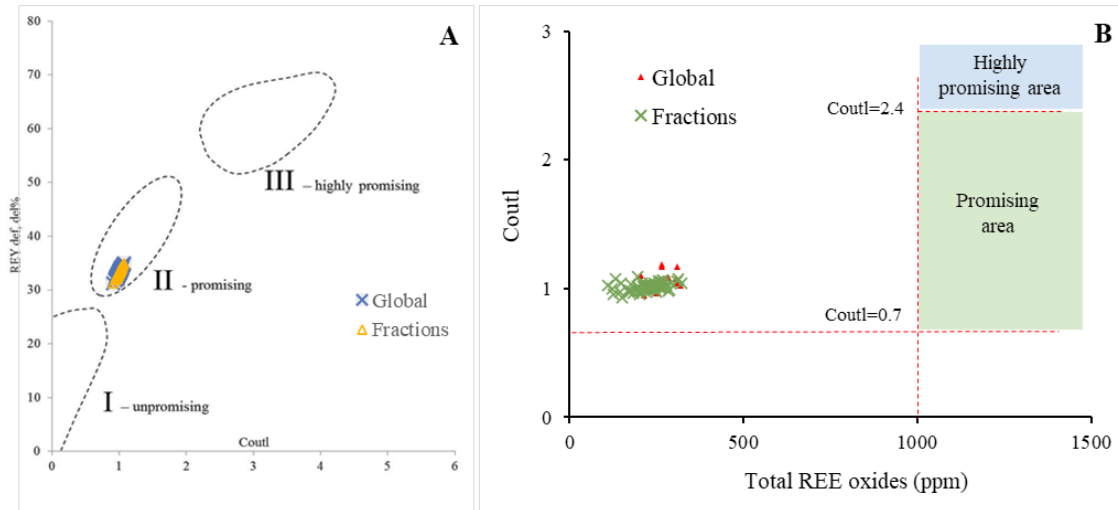 A
80
70
60
50
40
30
20
10
0
REY def, del%
III – highly promising
II - promising
I – unpromising
Global
Fractions
Coutl
0 1 2 3 4 5 6
B
3
2
1
0
Coutl
Global
Fractions
Highly
promising area
Coutl=2.4
Promising
area
Coutl=0.7
0 500 1000 1500
Total REE oxides (ppm)